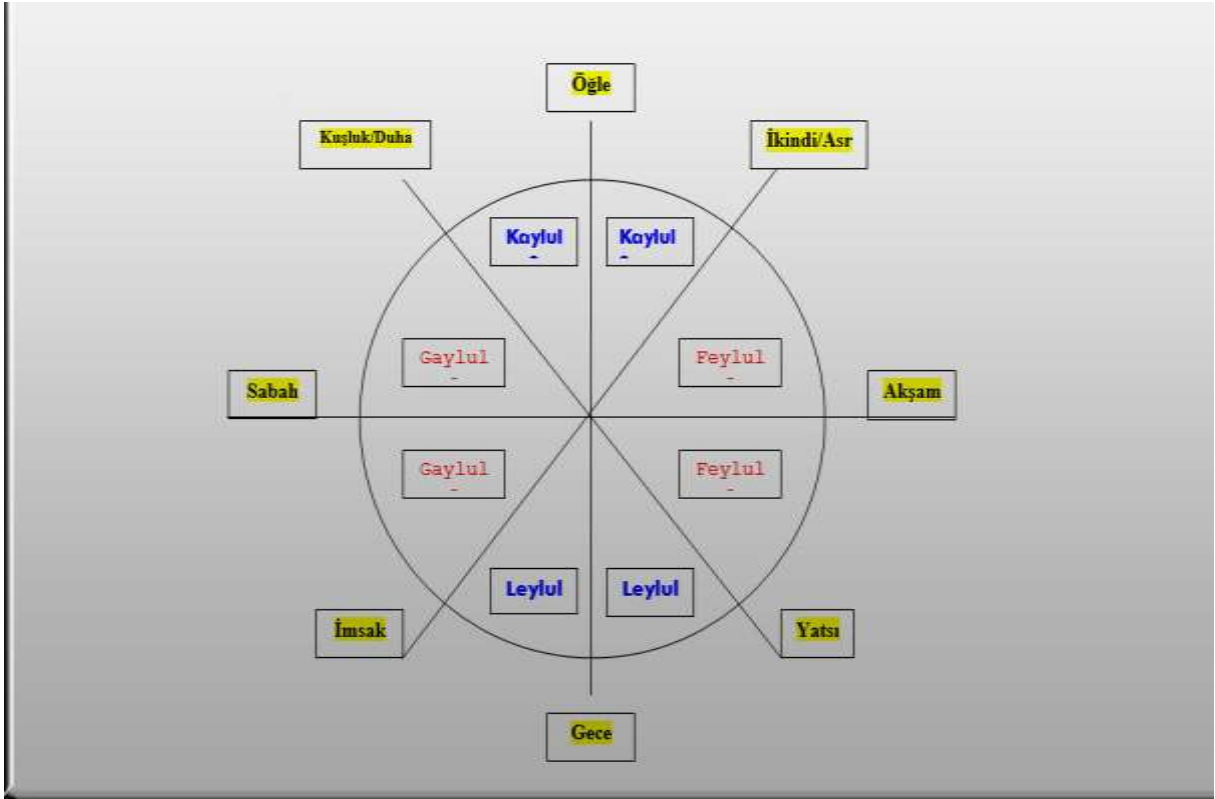 Öğle
Kuşluk/Duha
İkindi/Asr
Kaylul
Kaylul
Gaylul
Feylul
Sabah
Akşam
Gaylul
Feylul
Leylul
Leylul
İmsak
Yatsı
Gece